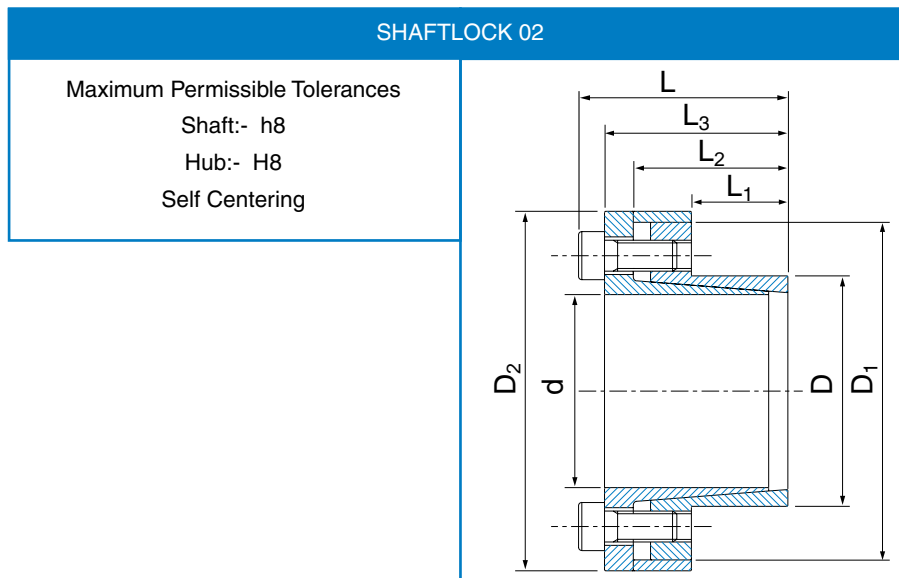 SHAFTLOCK 02
Maximum Permissible Tolerances
Shaft:- h8
Hub:- H8
Self Centering
L
L₃
L₂
L₁
D₂
d
D
D₁